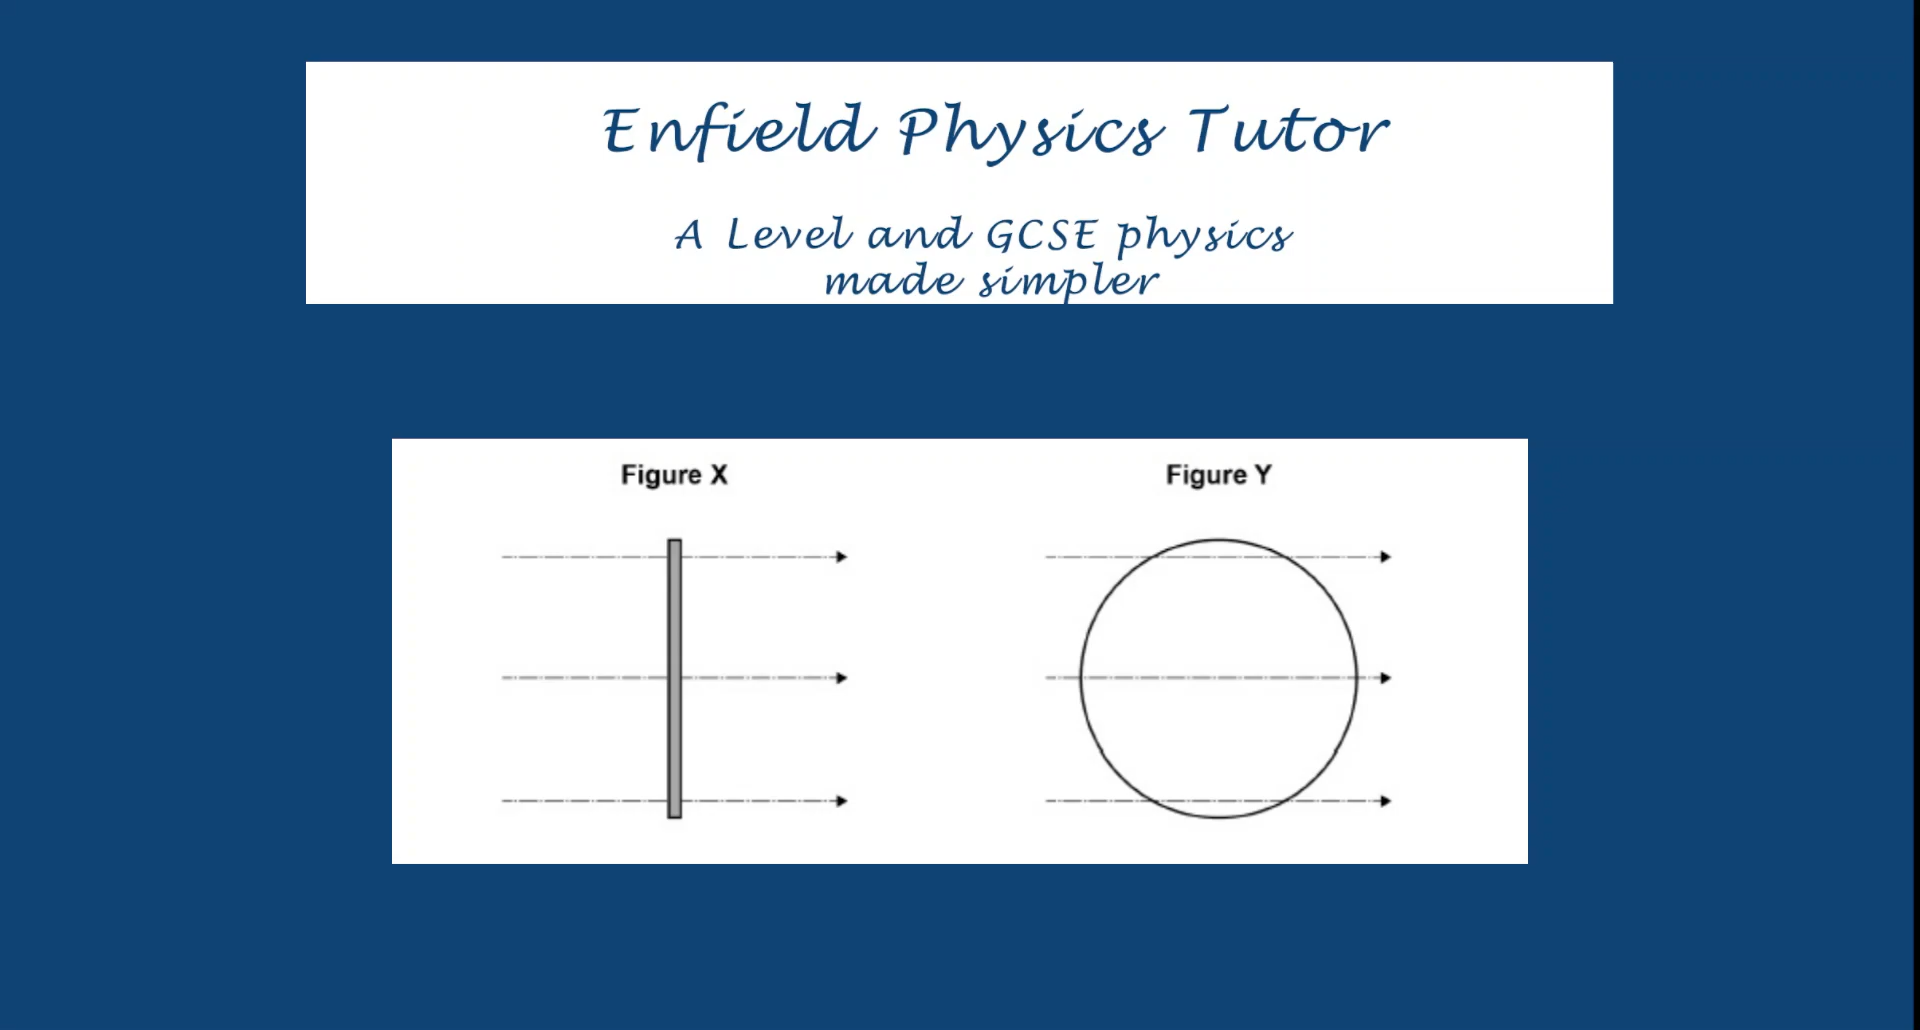 Enfield Physics Tutor
A Level and GCSE physics
made simpler
Figure X
Figure Y